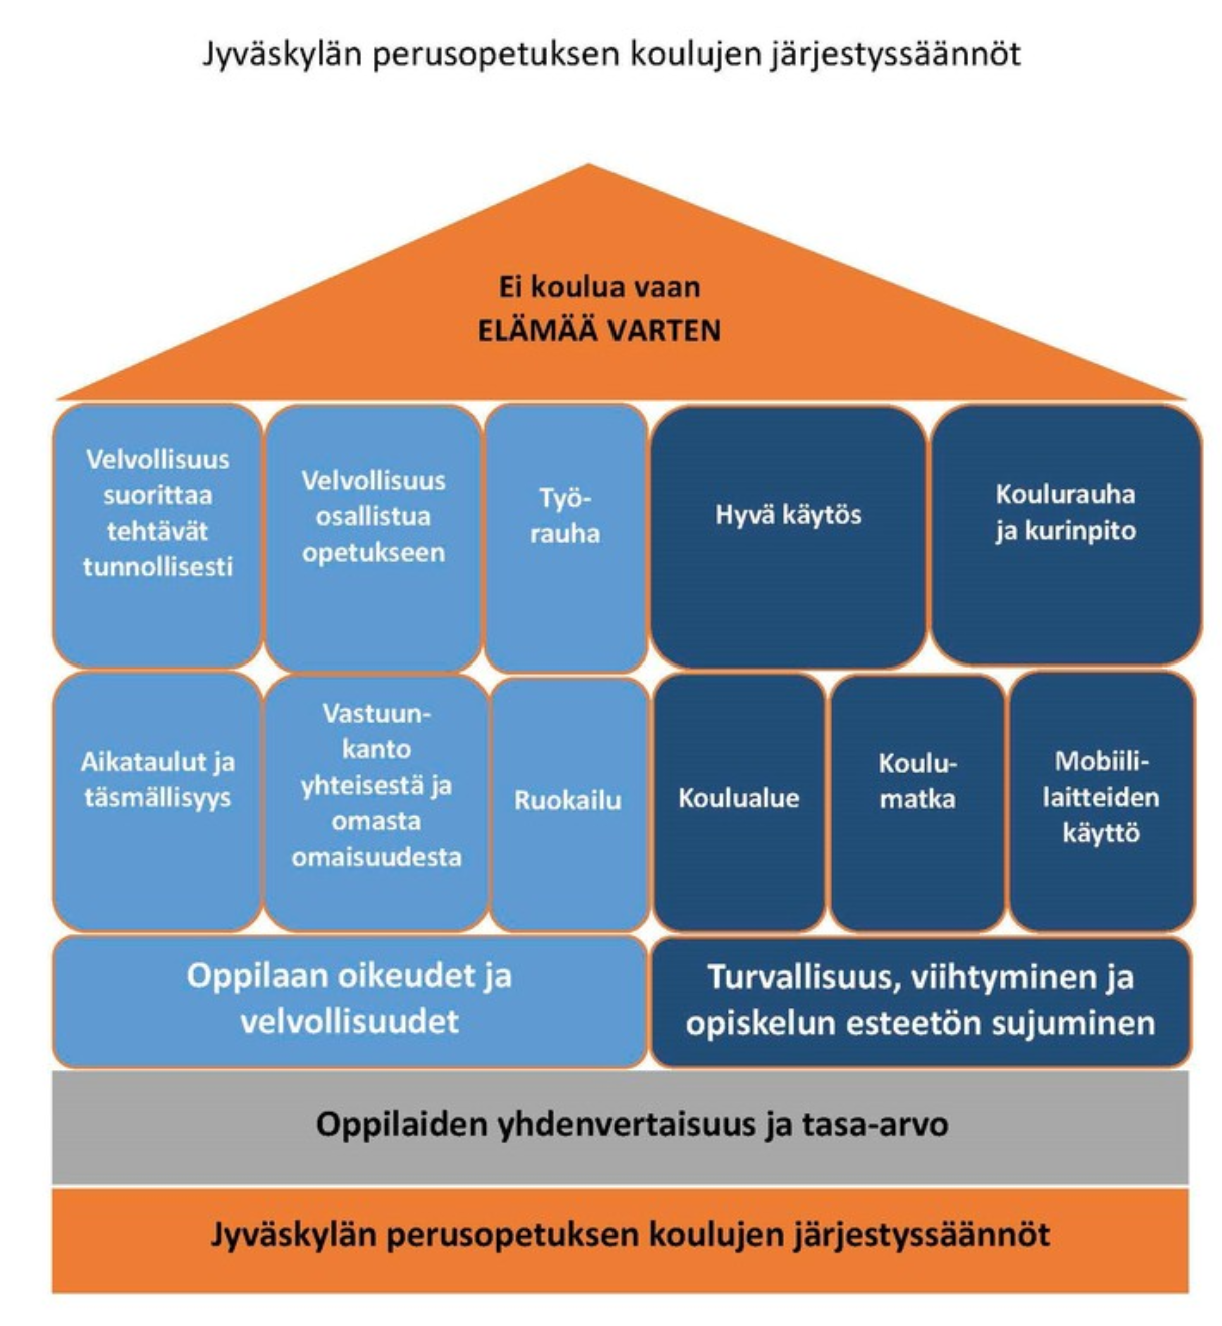 Jyväskylän perusopetuksen koulujen järjestyssäännöt
Ei koulua vaan
ELÄMÄÄ VARTEN
Velvollisuus
suorittaa
tehtävät
tunnollisesti
Velvollisuus
osallistua
opetukseen
Työ-
rauha
Hyvä käytös
Koulurauha
ja kurinpito
Aikataulut ja
täsmällisyys
Vastuun-
kanto
yhteisestä ja
omasta
omaisuudesta
Ruokailu
Koulualue
Koulu-
matka
Mobiili-
laitteiden
käyttö
Oppilaan oikeudet ja
velvollisuudet
Turvallisuus, viihtyminen ja
opiskelun esteetön sujuminen
Oppilaiden yhdenvertaisuus ja tasa-arvo
Jyväskylän perusopetuksen koulujen järjestyssäännöt